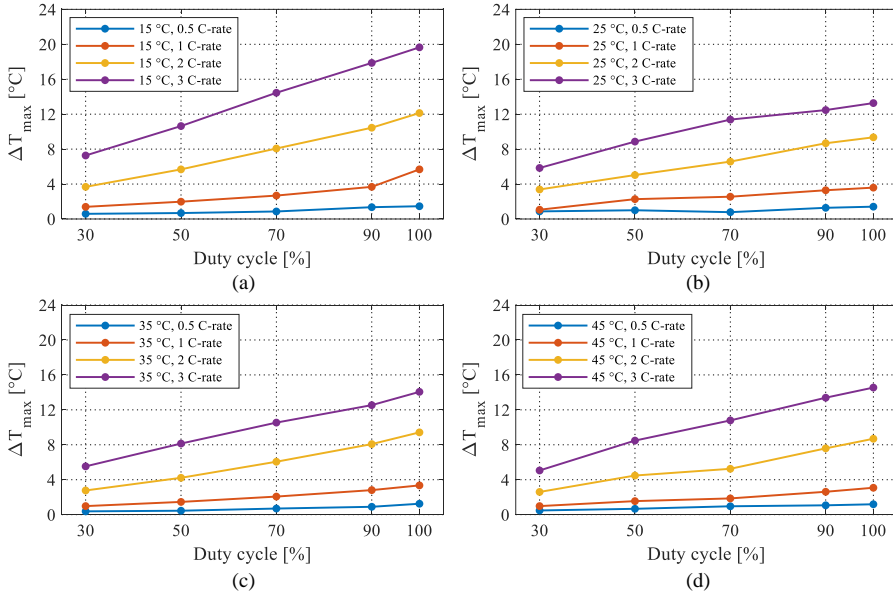 24
20
16
12
8
4
0
ΔTmax [°C]
15 °C, 0.5 C-rate
15 °C, 1 C-rate
15 °C, 2 C-rate
15 °C, 3 C-rate
30 50 70 90 100
Duty cycle [%]
(a)
24
20
16
12
8
4
0
ΔTmax [°C]
25 °C, 0.5 C-rate
25 °C, 1 C-rate
25 °C, 2 C-rate
25 °C, 3 C-rate
30 50 70 90 100
Duty cycle [%]
(b)
24
20
16
12
8
4
0
ΔTmax [°C]
35 °C, 0.5 C-rate
35 °C, 1 C-rate
35 °C, 2 C-rate
35 °C, 3 C-rate
30 50 70 90 100
Duty cycle [%]
(c)
24
20
16
12
8
4
0
ΔTmax [°C]
45 °C, 0.5 C-rate
45 °C, 1 C-rate
45 °C, 2 C-rate
45 °C, 3 C-rate
30 50 70 90 100
Duty cycle [%]
(d)